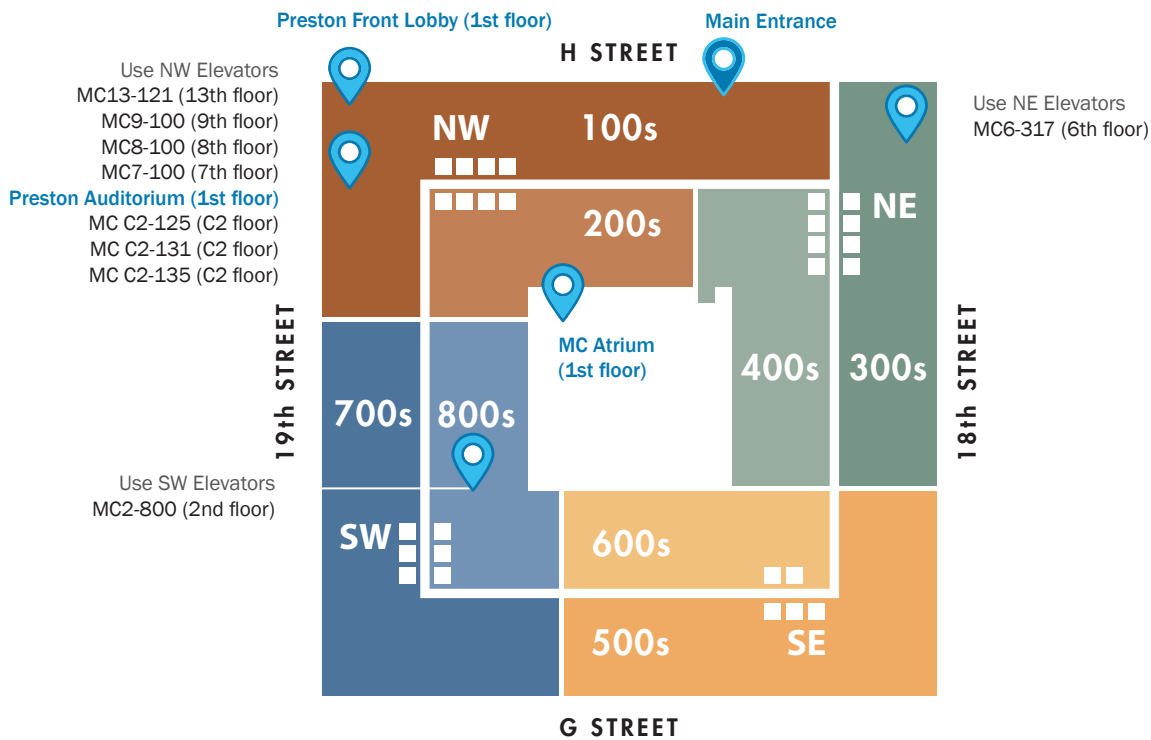 Preston Front Lobby (1st floor)
Main Entrance
H STREET
Use NW Elevators
MC13-121 (13th floor)
MC9-100 (9th floor)
MC8-100 (8th floor)
MC7-100 (7th floor)
Preston Auditorium (1st floor)
MC C2-125 (C2 floor)
MC C2-131 (C2 floor)
MC C2-135 (C2 floor)
Use NE Elevators
MC6-317 (6th floor)
NW
100s
200s
NE
MC Atrium
(1st floor)
19th STREET
18th STREET
400s
300s
700s
800s
Use SW Elevators
MC2-800 (2nd floor)
SW
600s
500s
SE
G STREET